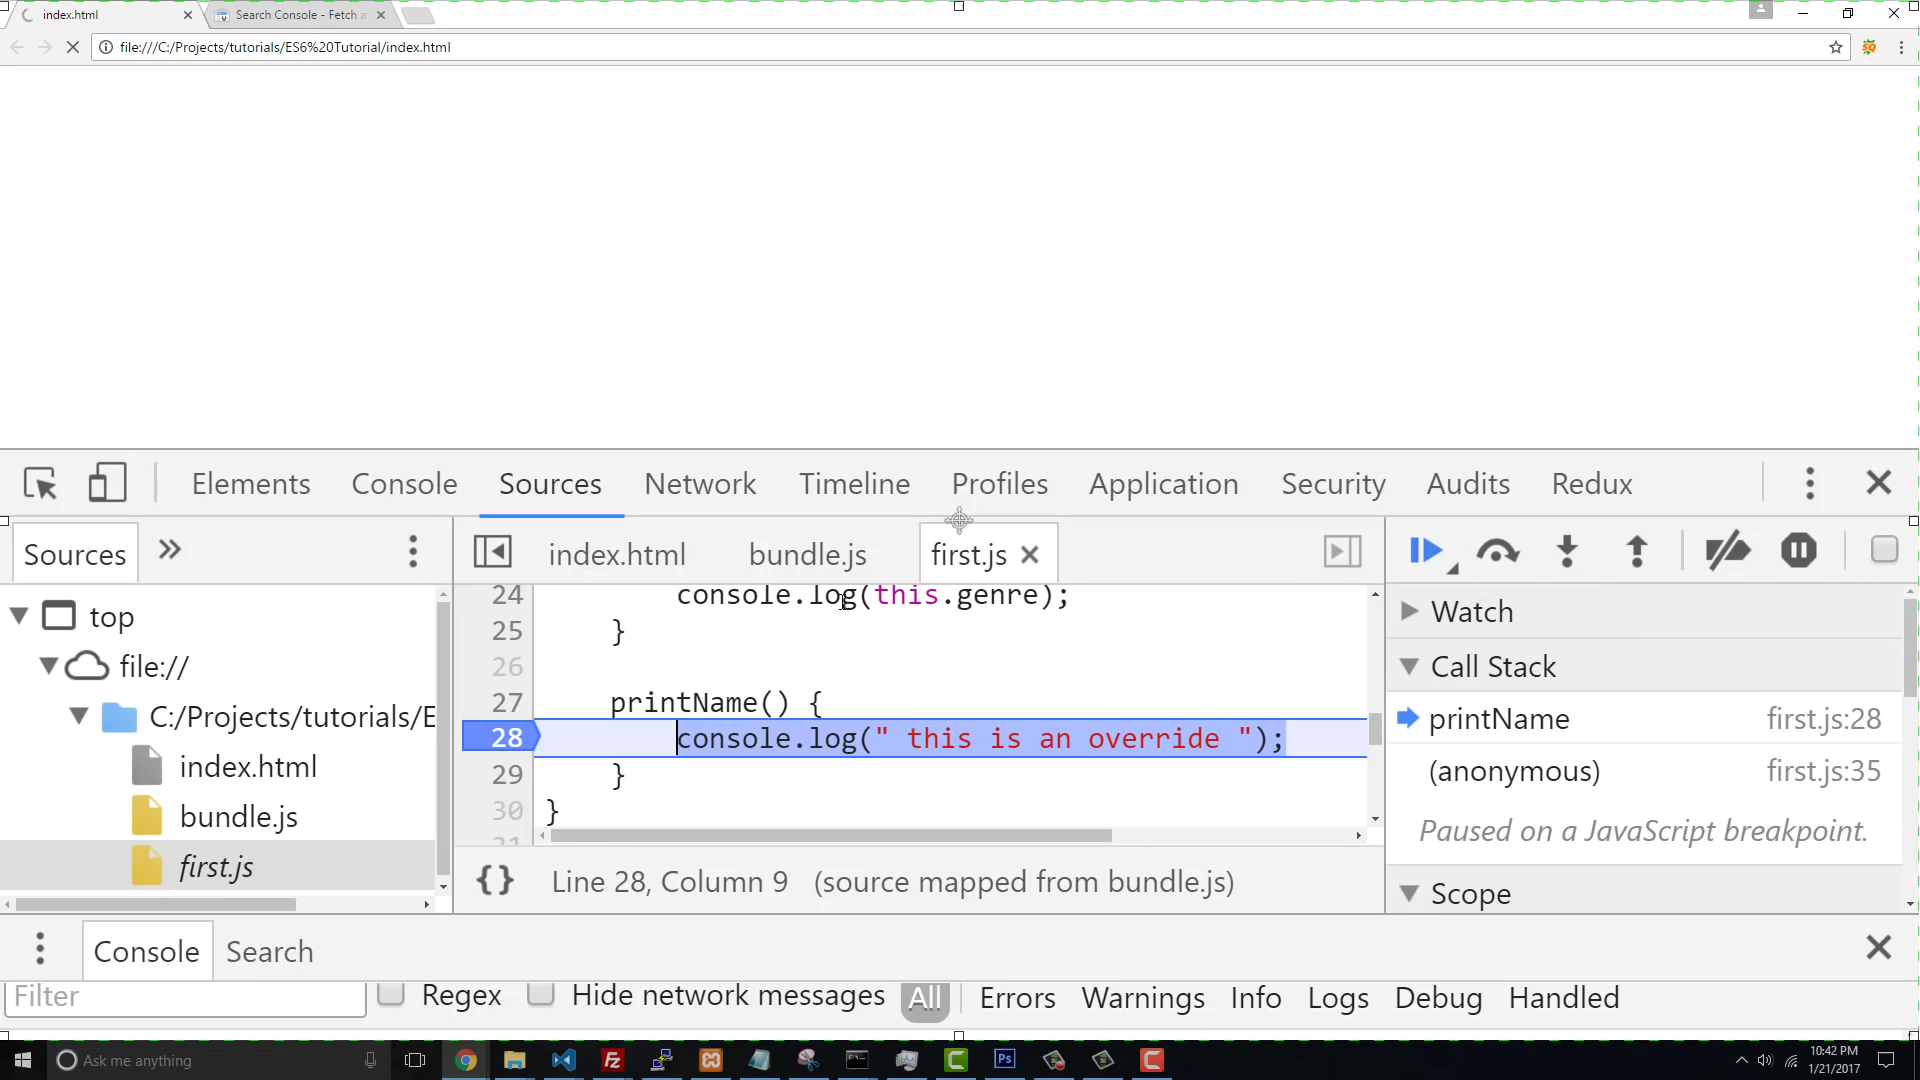 index.html
Search Console - Fetch a
file:///C:/Projects/tutorials/ES6%20Tutorial/index.html
Elements Console Sources Network Timeline Profiles Application Security Audits Redux
Sources
index.html bundle.js first.js
top
file://
C:/Projects/tutorials/E
index.html
bundle.js
first.js
24 console.log(this.genre);
25 }
26
27 printName() {
28 console.log(" this is an override ");
29 }
30 }
{} Line 28, Column 9 (source mapped from bundle.js)
Watch
Call Stack
printName first.js:28
(anonymous) first.js:35
Paused on a JavaScript breakpoint.
Scope
Console Search
Filter Regex Hide network messages All Errors Warnings Info Logs Debug Handled
Ask me anything
10:42 PM
1/21/2017